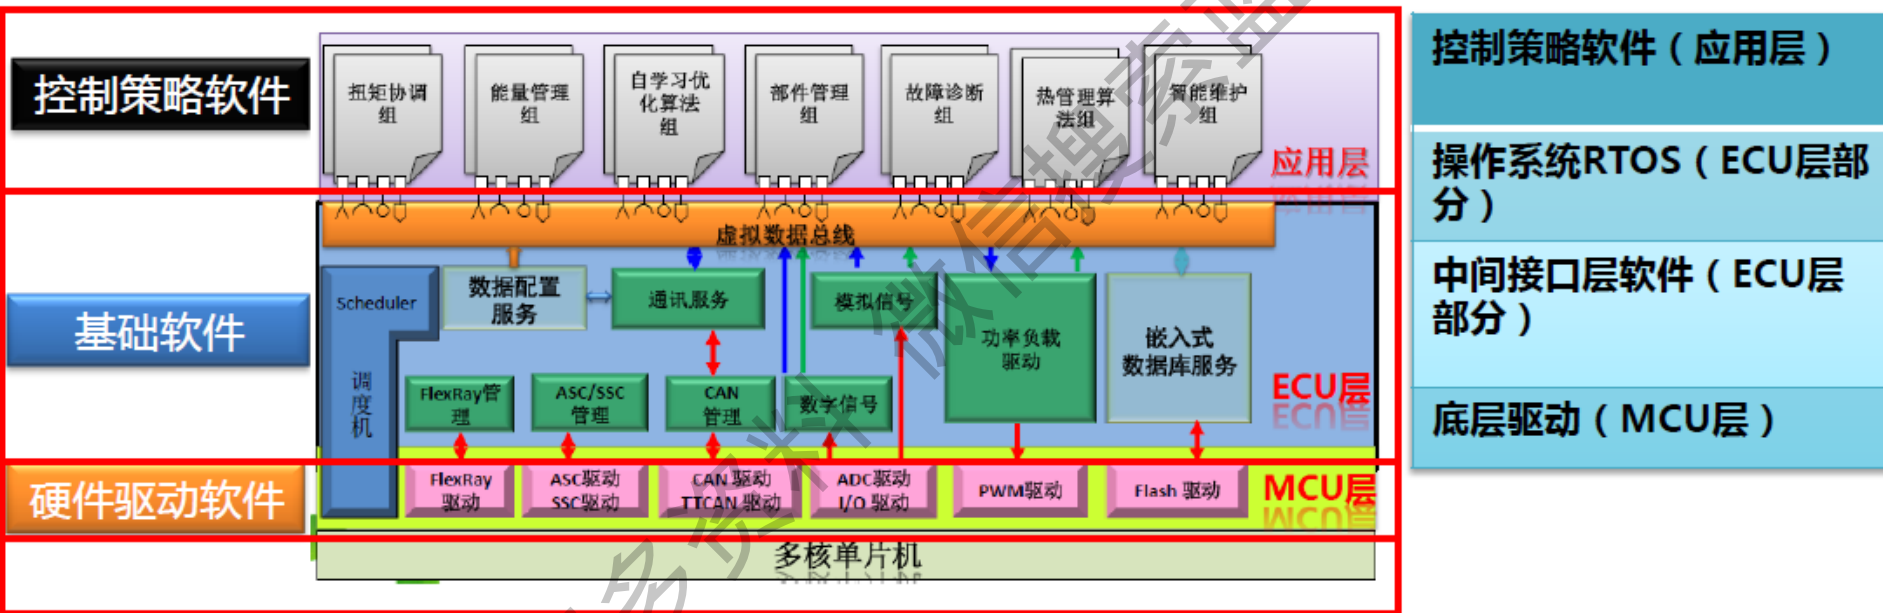 控制策略软件
扭矩协调
组
能量管理
组
自学习优
化算法
组
部件管理
组
故障诊断
组
热管理算
法组
智能维护
组
应用层
控制策略软件（应用层）
操作系统RTOS（ECU层部
分）
中间接口层软件（ECU层
部分）
底层驱动（MCU层）
基础软件
虚拟数据总线
Scheduler
调
度
机
数据配置
服务
通讯服务
模拟信号
功率负载
驱动
嵌入式
数据库服务
FlexRay管
理
ASC/SSC
管理
CAN
管理
数字信号
ECU层
硬件驱动软件
FlexRay
驱动
ASC驱动
SSC驱动
CAN 驱动
TTCAN 驱动
ADC驱动
I/O 驱动
PWM驱动
Flash 驱动
MCU层
多核单片机
多资料 微信搜索